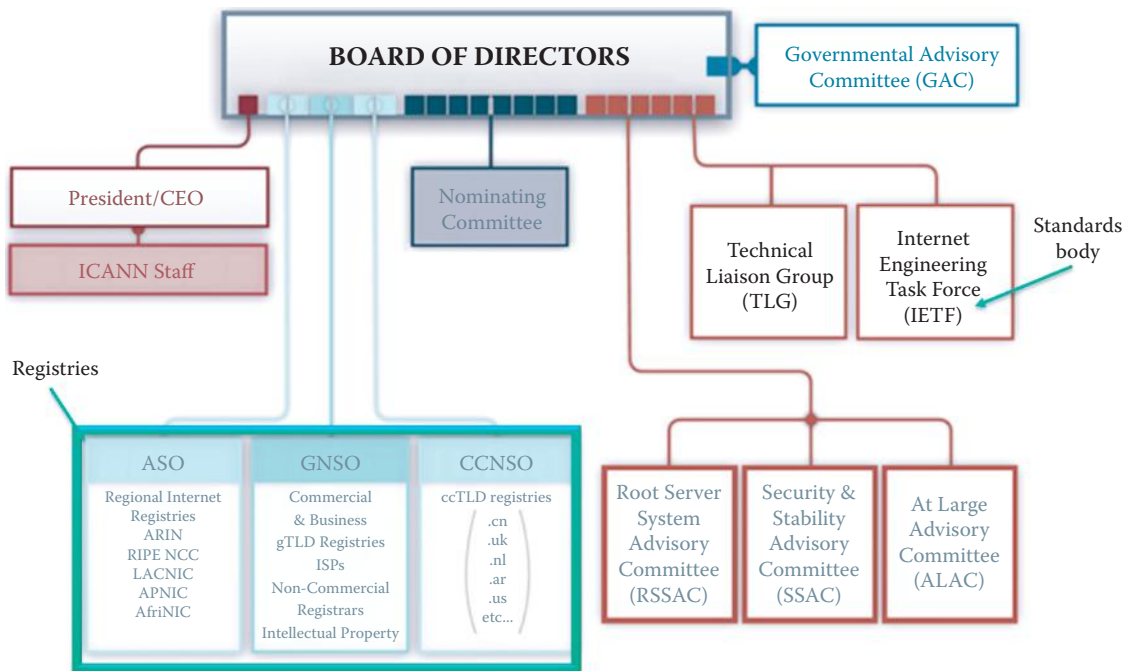 BOARD OF DIRECTORS
Governmental Advisory
Committee (GAC)
President/CEO
ICANN Staff
Nominating
Committee
Technical
Liaison Group
(TLG)
Internet
Engineering
Task Force
(IETF)
Standards
body
Registries
ASO
Regional Internet
Registries
ARIN
RIPE NCC
LACNIC
APNIC
AfriNIC
GNSO
Commercial
& Business
gTLD Registries
ISPs
Non-Commercial
Registrars
Intellectual Property
CCNSO
ccTLD registries
.cn
.uk
.nl
.ar
.us
etc...
Root Server
System
Advisory
Committee
(RSSAC)
Security &
Stability
Advisory
Committee
(SSAC)
At Large
Advisory
Committee
(ALAC)